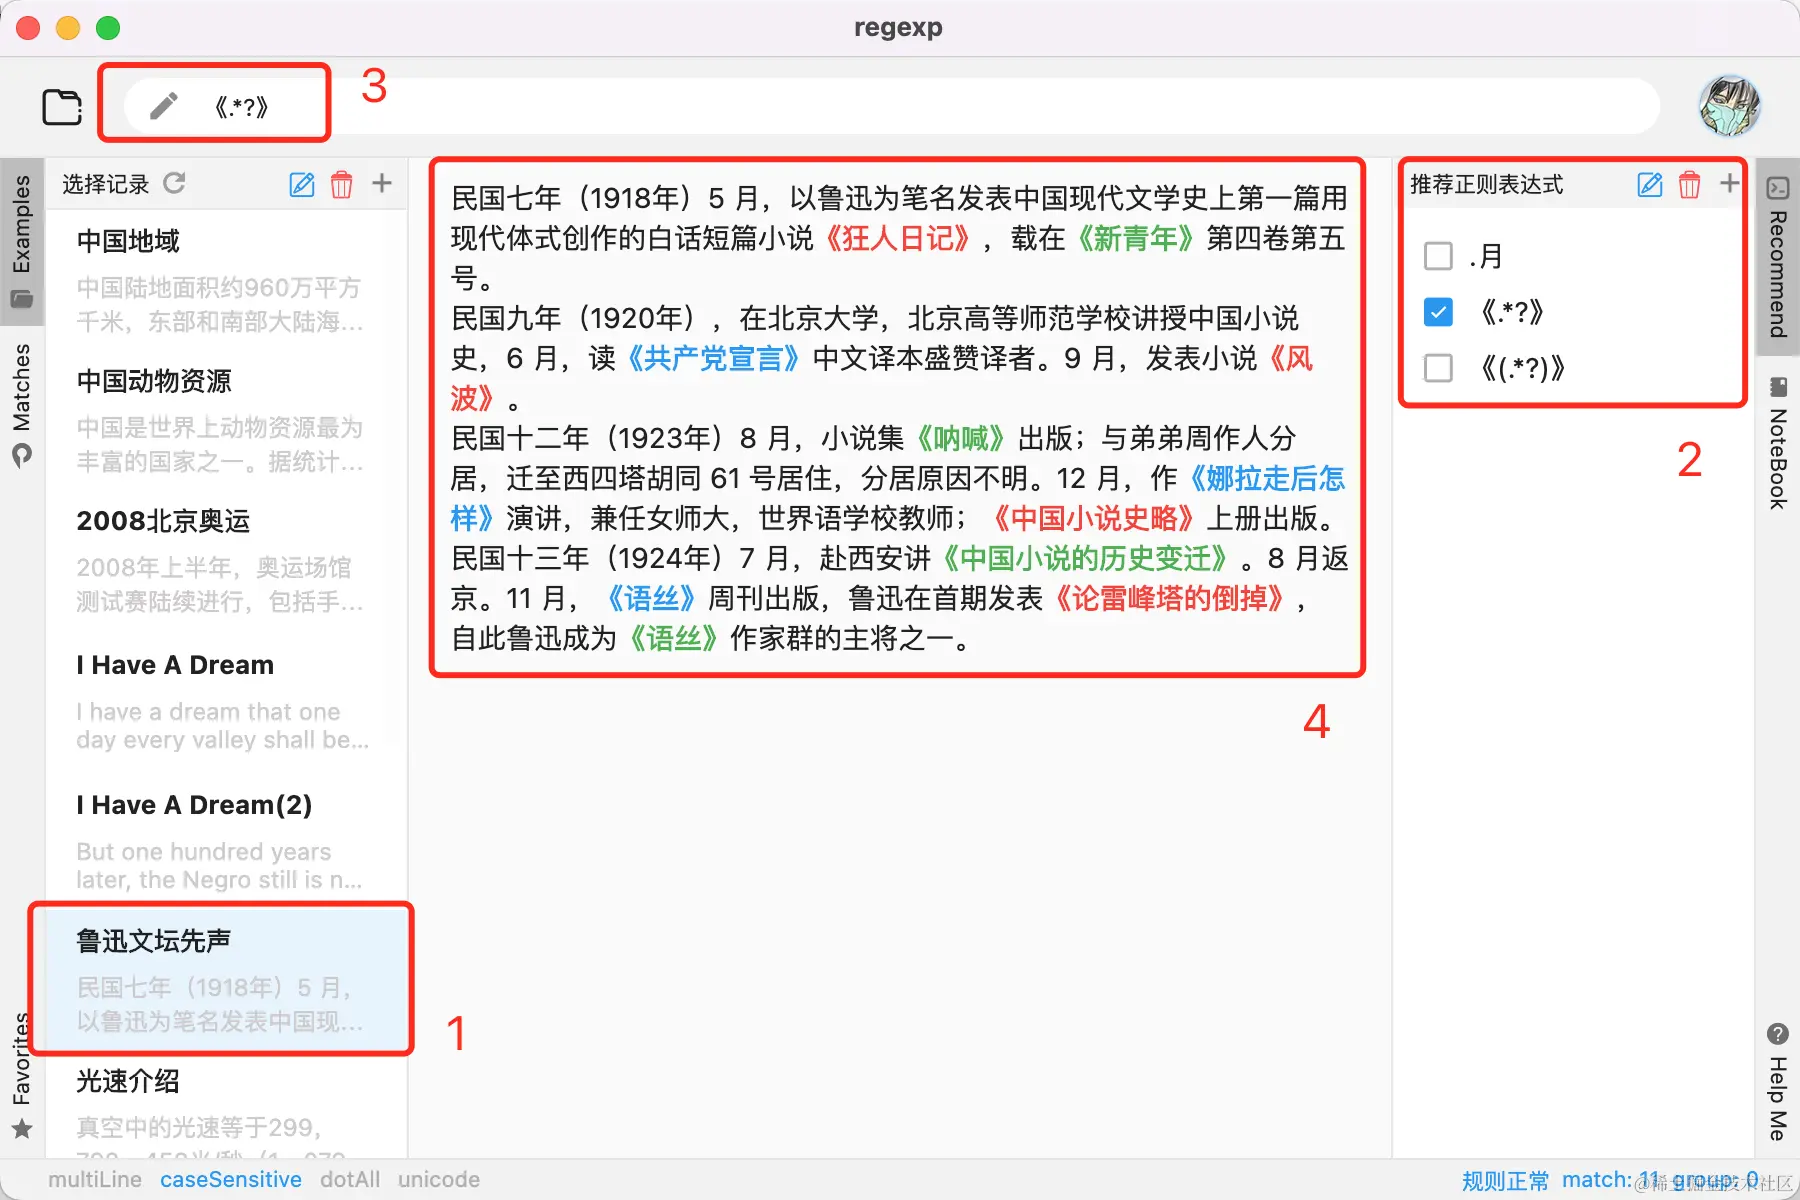 regexp
《.*?》
3
Examples
Matches
Favorites
选择记录
中国地域
中国陆地面积约960万平方
千米，东部和南部大陆海...
中国动物资源
中国是世界上动物资源最为
丰富的国家之一。据统计...
2008北京奥运
2008年上半年，奥运场馆
测试赛陆续进行，包括手...
I Have A Dream
I have a dream that one
day every valley shall be...
I Have A Dream(2)
But one hundred years
later, the Negro still is n...
鲁迅文坛先声
民国七年（1918年）5 月，
以鲁迅为笔名发表中国现...
1
光速介绍
真空中的光速等于299,
民国七年（1918年）5 月，以鲁迅为笔名发表中国现代文学史上第一篇用
现代体式创作的白话短篇小说《狂人日记》，载在《新青年》第四卷第五
号。
民国九年（1920年），在北京大学，北京高等师范学校讲授中国小说
史，6 月，读《共产党宣言》中文译本盛赞译者。9 月，发表小说《风
波》。
民国十二年（1923年）8 月，小说集《呐喊》出版；与弟弟周作人分
居，迁至西四塔胡同 61 号居住，分居原因不明。12 月，作《娜拉走后怎
样》演讲，兼任女师大，世界语学校教师；《中国小说史略》上册出版。
民国十三年（1924年）7 月，赴西安讲《中国小说的历史变迁》。8 月返
京。11 月，《语丝》周刊出版，鲁迅在首期发表《论雷峰塔的倒掉》，
自此鲁迅成为《语丝》作家群的主将之一。
4
推荐正则表达式
.月
《.*?》
《(.*?)》
2
Recommend
NoteBook
Help Me
multiLine caseSensitive dotAll unicode
规则正常 match: 11 group: 0
@稀土掘金技术社区